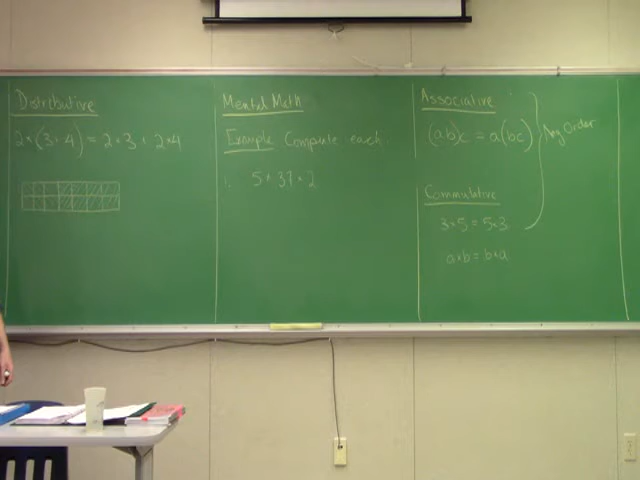 Distributive
2×(3+4) = 2×3 + 2×4
Mental Math
Example Compute each.
1. 5 × 37 × 2
Associative
(ab)c = a(bc)
Any Order
Commutative
3×5 = 5×3
a×b = b×a